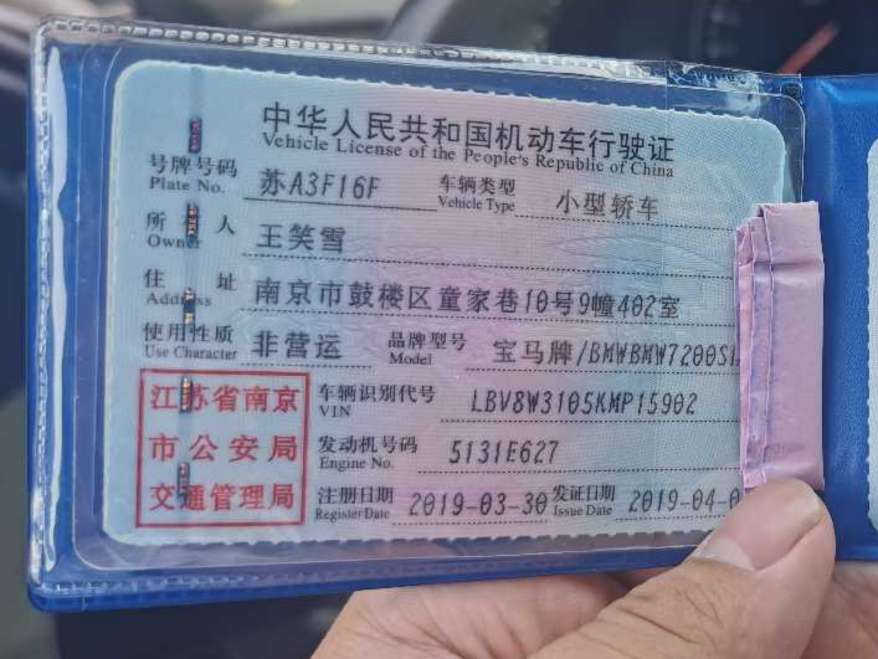 中华人民共和国机动车行驶证
Vehicle License of the People's Republic of China
号牌号码 苏A3F16F 车辆类型 小型轿车
Plate No. Vehicle Type
所 人 王笑雪
Owner
住 址 南京市鼓楼区童家巷10号9幢402室
Address
使用性质 非营运 品牌型号 宝马牌/BMWBMW7200S
Use Character Model
江苏省南京
市公安局
交通管理局
车辆识别代号 LBV8W3105KMP15902
VIN
发动机号码 5131E627
Engine No.
注册日期 2019-03-30 发证日期 2019-04-0
Register Date Issue Date